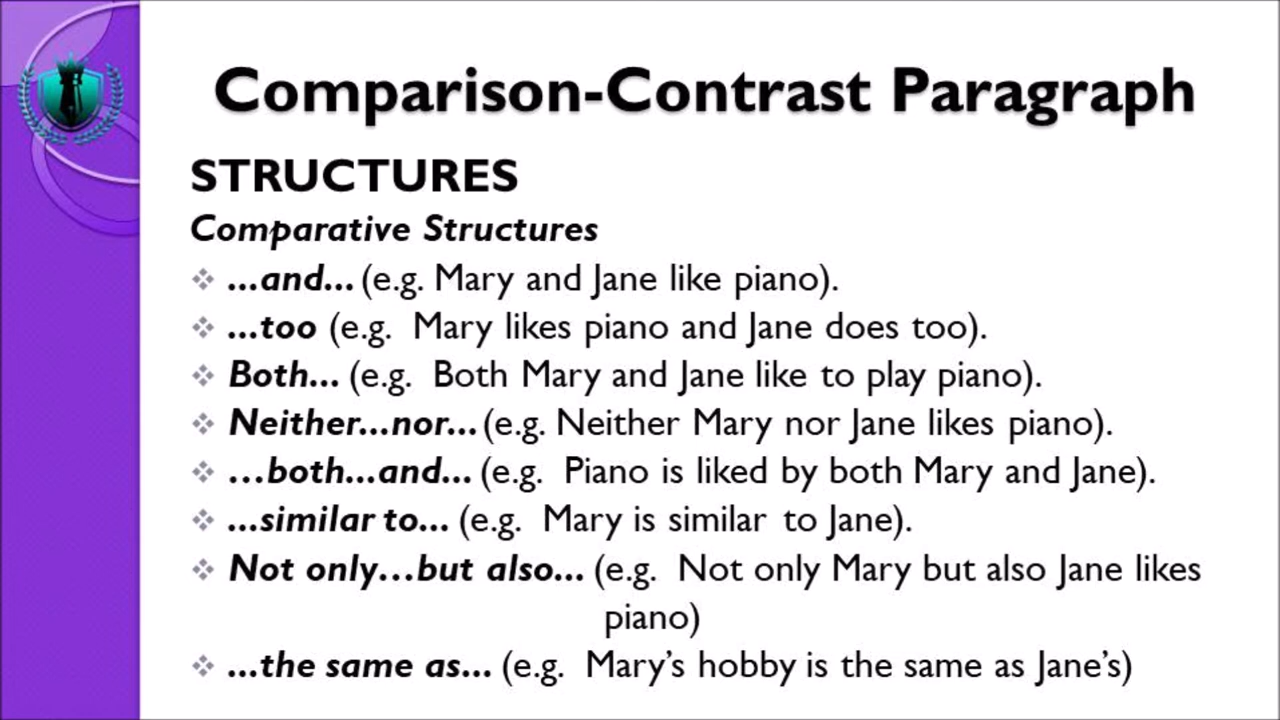 Comparison-Contrast Paragraph
STRUCTURES
Comparative Structures
❖ ...and... (e.g. Mary and Jane like piano).
❖ ...too (e.g. Mary likes piano and Jane does too).
❖ Both... (e.g. Both Mary and Jane like to play piano).
❖ Neither...nor... (e.g. Neither Mary nor Jane likes piano).
❖ ...both...and... (e.g. Piano is liked by both Mary and Jane).
❖ ...similar to... (e.g. Mary is similar to Jane).
❖ Not only...but also... (e.g. Not only Mary but also Jane likes
piano)
❖ ...the same as... (e.g. Mary’s hobby is the same as Jane’s)